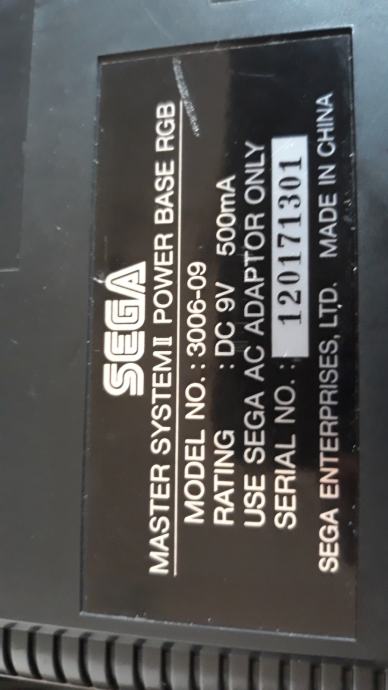 SEGA
MASTER SYSTEM II POWER BASE RGB
MODEL NO. : 3006-09
RATING : DC 9V 500mA
USE SEGA AC ADAPTOR ONLY
SERIAL NO. : 120171301
SEGA ENTERPRISES, LTD. MADE IN CHINA